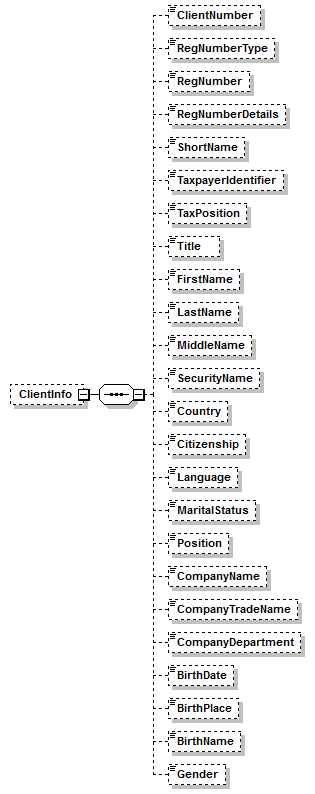 ClientNumber
RegNumberType
RegNumber
RegNumberDetails
ShortName
TaxpayerIdentifier
TaxPosition
Title
FirstName
LastName
MiddleName
SecurityName
ClientInfo
Country
Citizenship
Language
MaritalStatus
Position
CompanyName
CompanyTradeName
CompanyDepartment
BirthDate
BirthPlace
BirthName
Gender